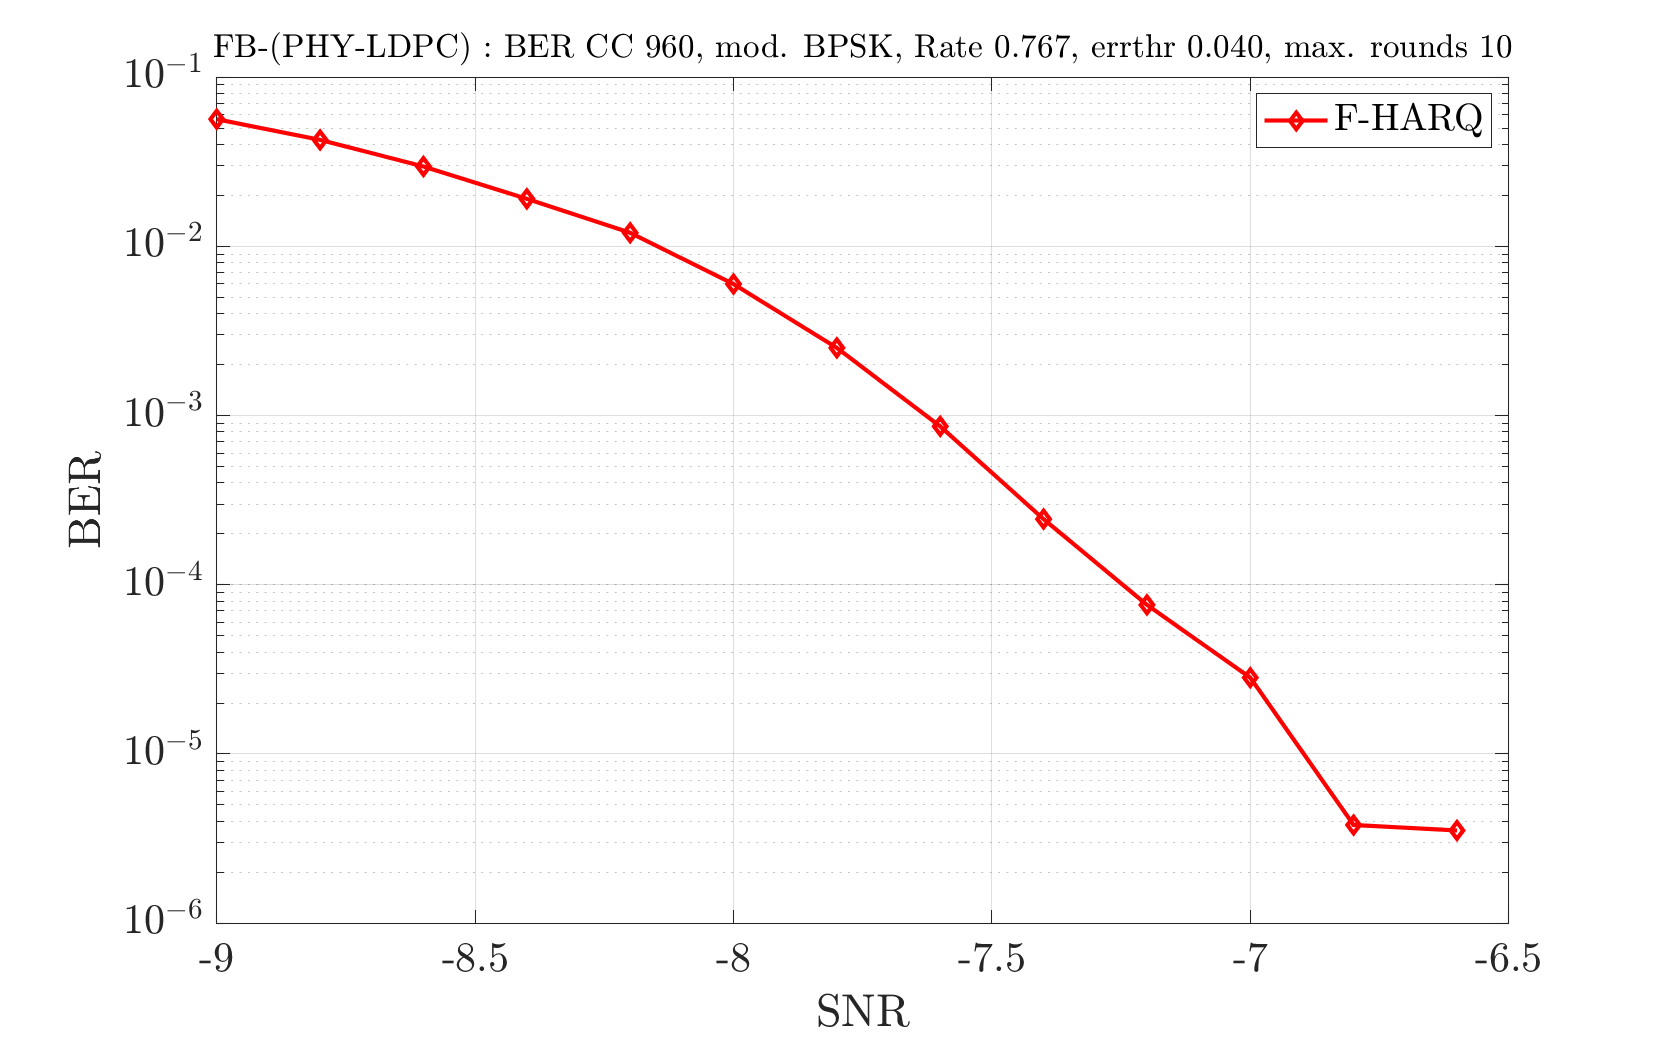 FB-(PHY-LDPC) : BER CC 960, mod. BPSK, Rate 0.767, errthr 0.040, max. rounds 10
F-HARQ
10^{-1}
10^{-2}
10^{-3}
10^{-4}
10^{-5}
10^{-6}
BER
-9 -8.5 -8 -7.5 -7 -6.5
SNR